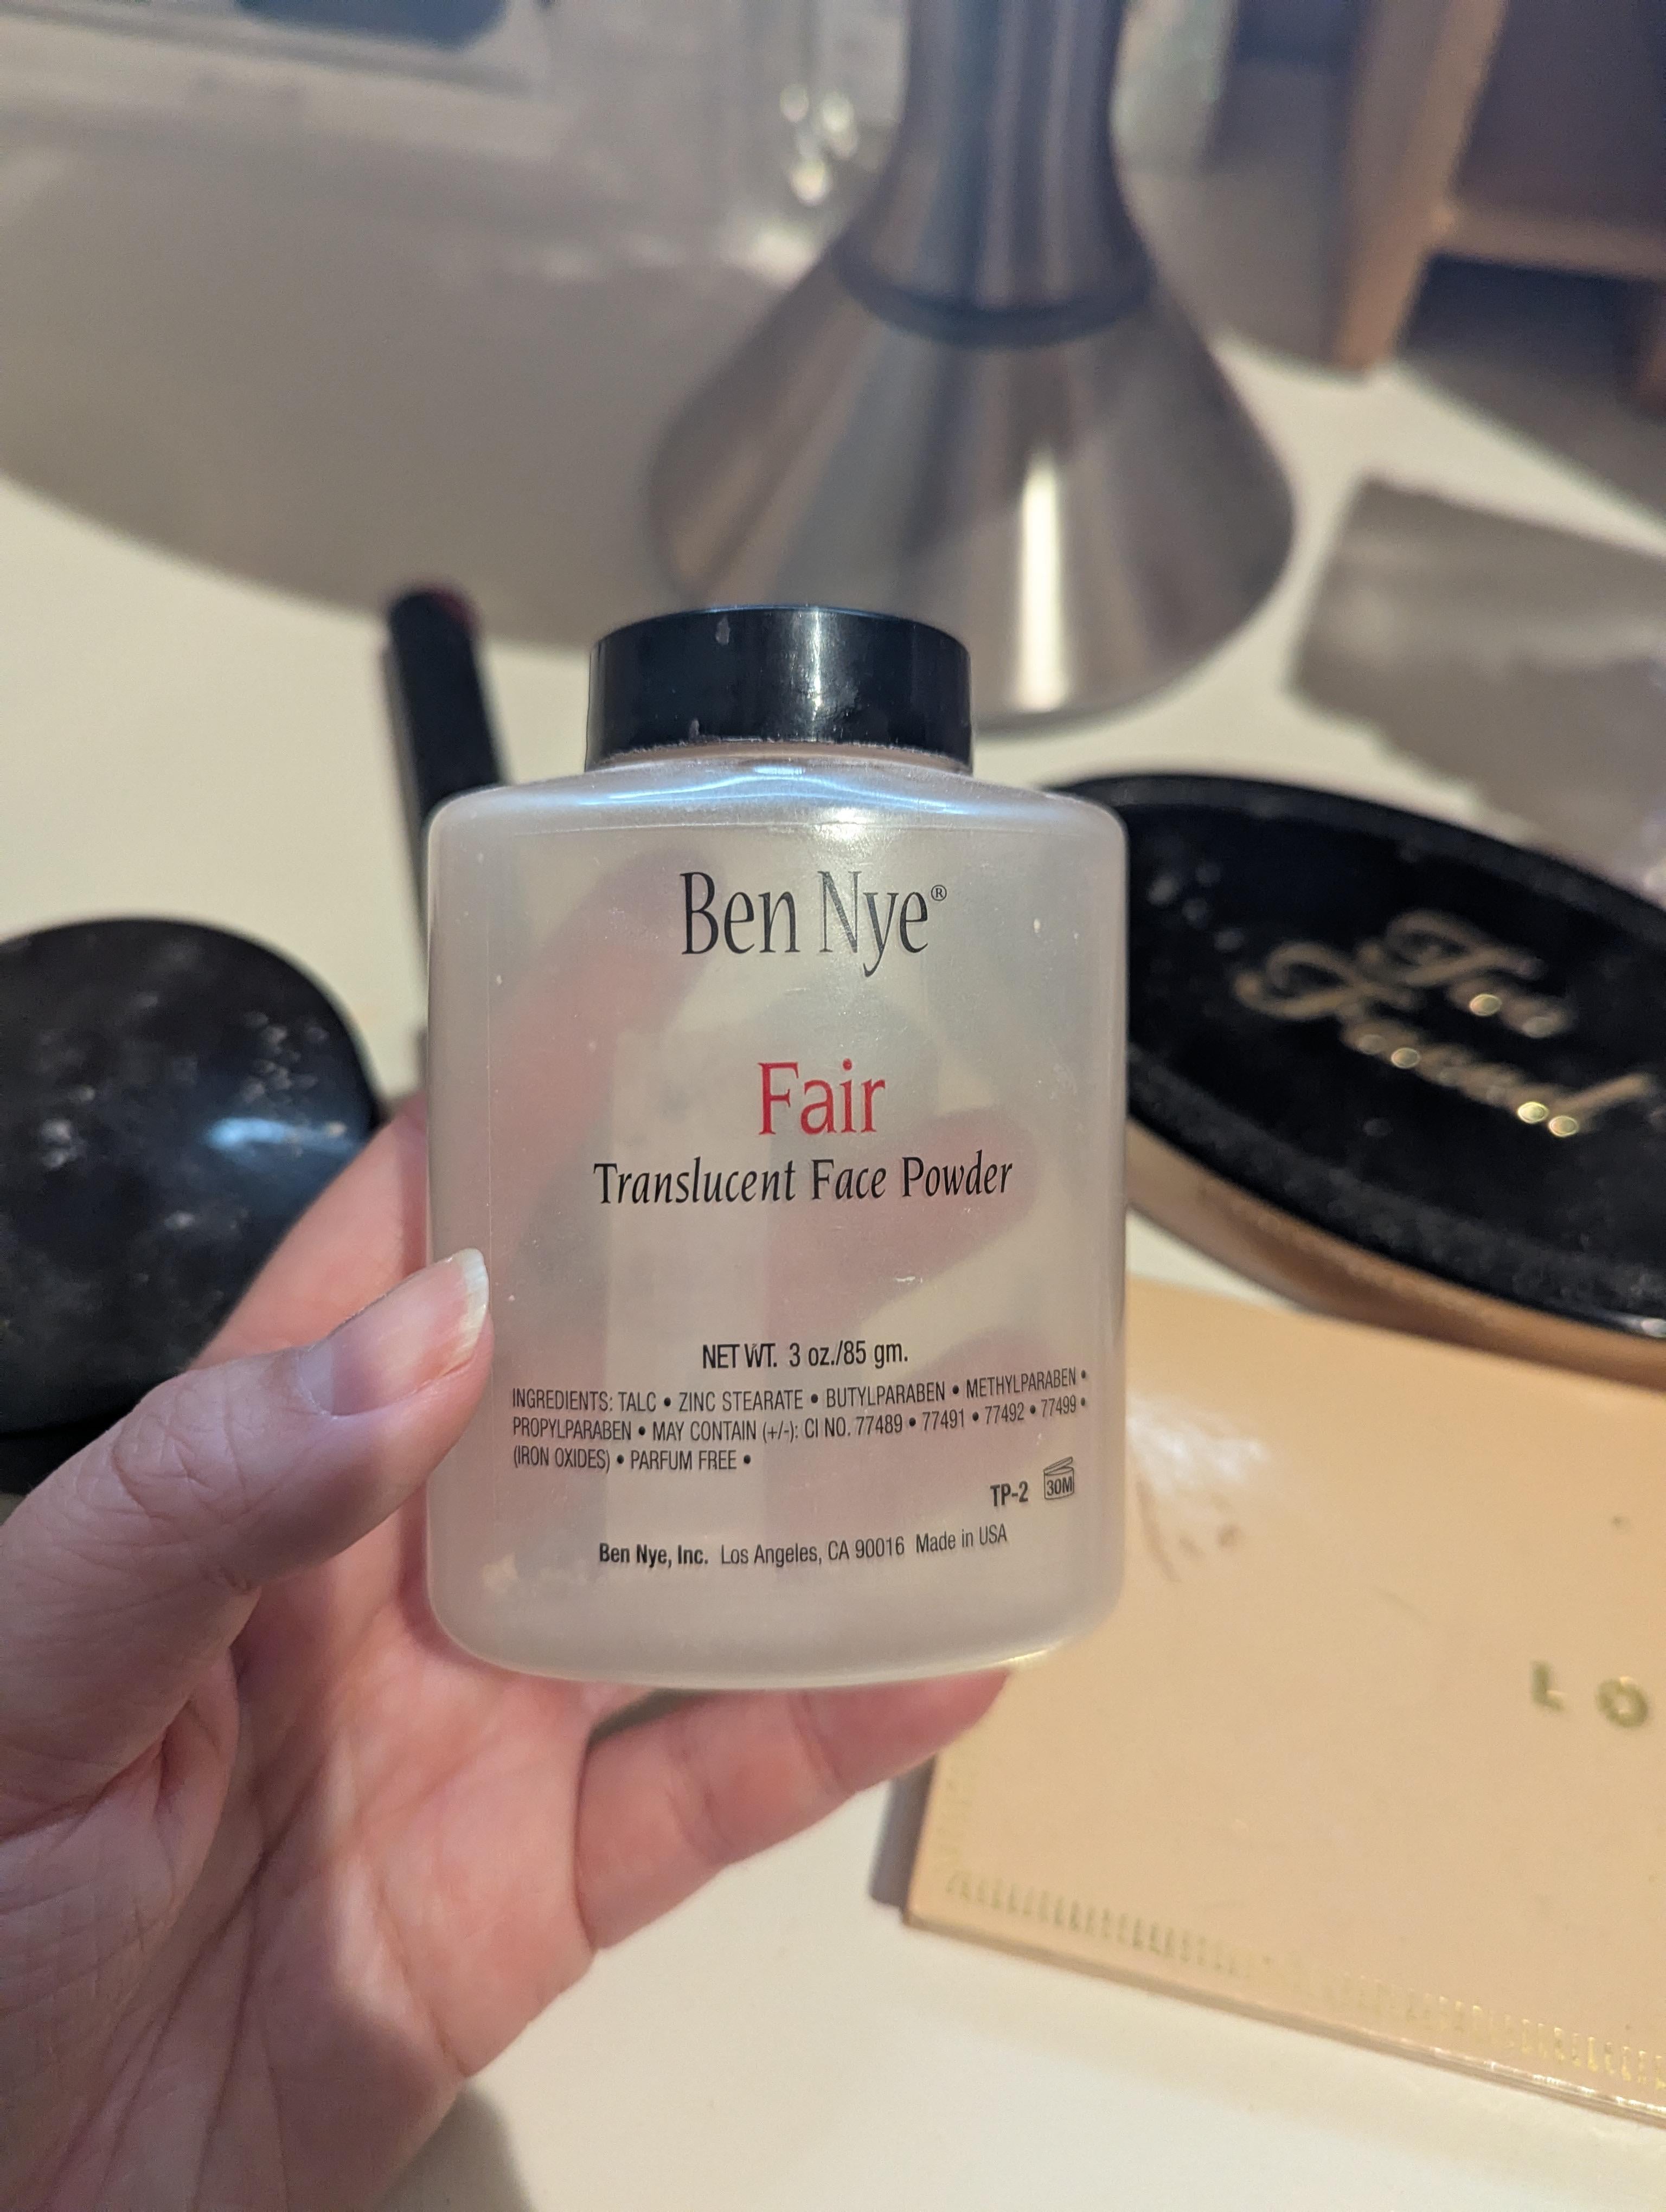 Ben Nye®
Fair
Translucent Face Powder
NET WT. 3 oz./85 gm.
INGREDIENTS: TALC • ZINC STEARATE • BUTYLPARABEN • METHYLPARABEN •
PROPYLPARABEN • MAY CONTAIN (+/-): CI NO. 77489 • 77491 • 77492 • 77499 •
(IRON OXIDES) • PARFUM FREE •
TP-2 30M
Ben Nye, Inc. Los Angeles, CA 90016 Made in USA
Too
Faced
LO